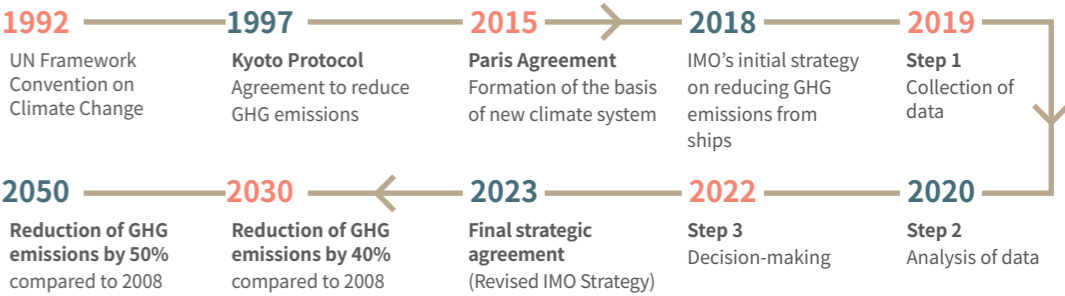 1992
UN Framework
Convention on
Climate Change
1997
Kyoto Protocol
Agreement to reduce
GHG emissions
2015
Paris Agreement
Formation of the basis
of new climate system
2018
IMO’s initial strategy
on reducing GHG
emissions from
ships
2019
Step 1
Collection of
data
2020
Step 2
Analysis of data
2022
Step 3
Decision-making
2023
Final strategic
agreement
(Revised IMO Strategy)
2030
Reduction of GHG
emissions by 40%
compared to 2008
2050
Reduction of GHG
emissions by 50%
compared to 2008